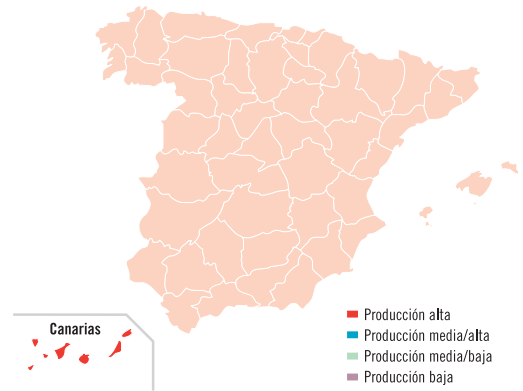 Canarias
Producción alta
Producción media/alta
Producción media/baja
Producción baja